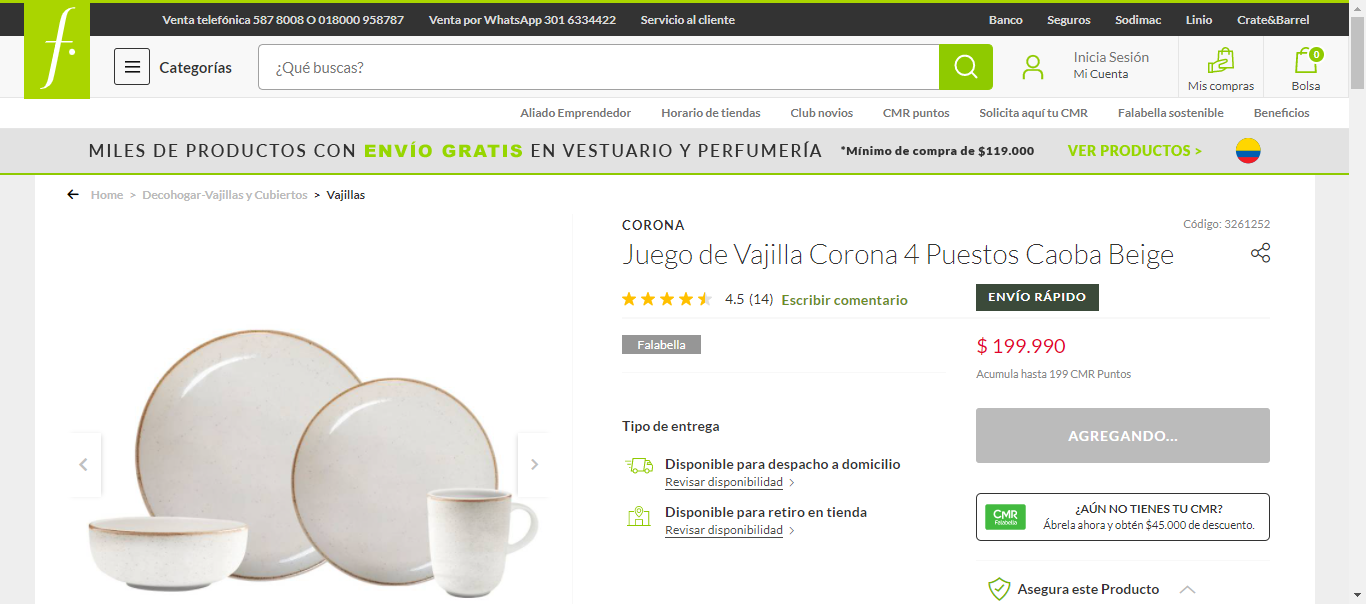 Venta telefónica 587 8008 O 018000 958787 Venta por WhatsApp 301 6334422 Servicio al cliente Banco Seguros Sodimac Linio Crate&Barrel
f.
Categorías
¿Qué buscas?
Inicia Sesión
Mi Cuenta
Mis compras
0
Bolsa
Aliado Emprendedor Horario de tiendas Club novios CMR puntos Solicita aquí tu CMR Falabella sostenible Beneficios
MILES DE PRODUCTOS CON ENVÍO GRATIS EN VESTUARIO Y PERFUMERÍA *Mínimo de compra de $119.000 VER PRODUCTOS >
Home > Decohogar-Vajillas y Cubiertos > Vajillas
CORONA
Código: 3261252
Juego de Vajilla Corona 4 Puestos Caoba Beige
4.5 (14) Escribir comentario
ENVÍO RÁPIDO
Falabella
$ 199.990
Acumula hasta 199 CMR Puntos
Tipo de entrega
AGREGANDO...
Disponible para despacho a domicilio
Revisar disponibilidad >
Disponible para retiro en tienda
Revisar disponibilidad >
CMR
Falabella
¿AÚN NO TIENES TU CMR?
Ábrela ahora y obtén $45.000 de descuento.
Asegura este Producto